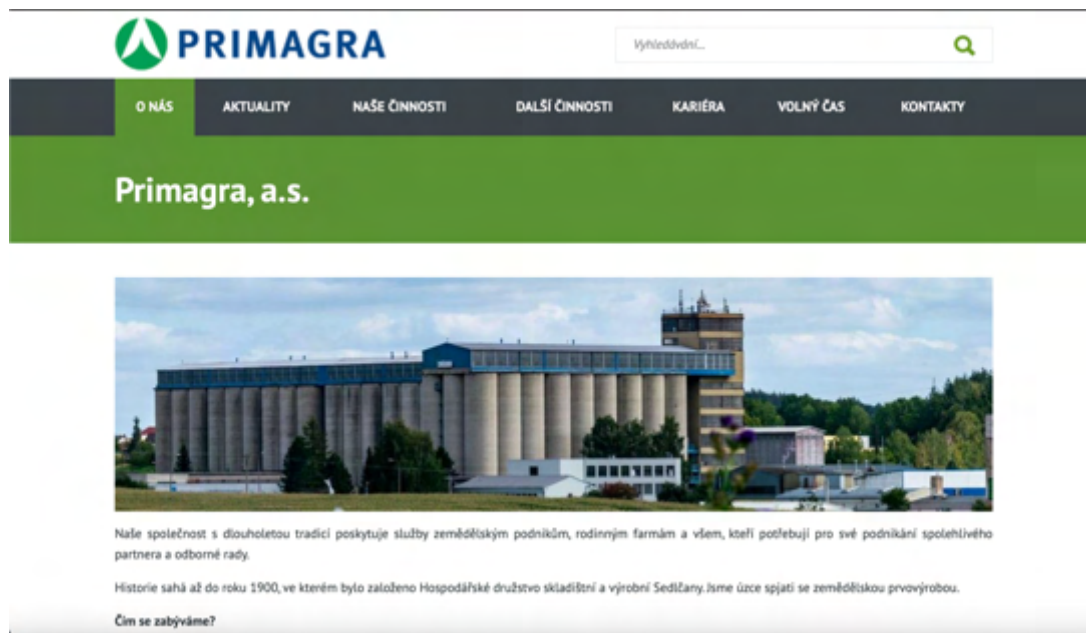 PRIMAGRA
Vyhledávání...
O NÁS
AKTUALITY
NAŠE ČINNOSTI
DALŠÍ ČINNOSTI
KARIÉRA
VOLNÝ ČAS
KONTAKTY
Primagra, a.s.
Naše společnost s dlouholetou tradicí poskytuje služby zemědělským podnikům, rodinným farmám a všem, kteří potřebují pro své podnikání spolehlivého
partnera a odborné rady.
Historie sahá až do roku 1900, ve kterém bylo založeno Hospodářské družstvo skladištní a výrobní Sedlčany. Jsme úzce spjati se zemědělskou prvovýrobou.
Čím se zabýváme?